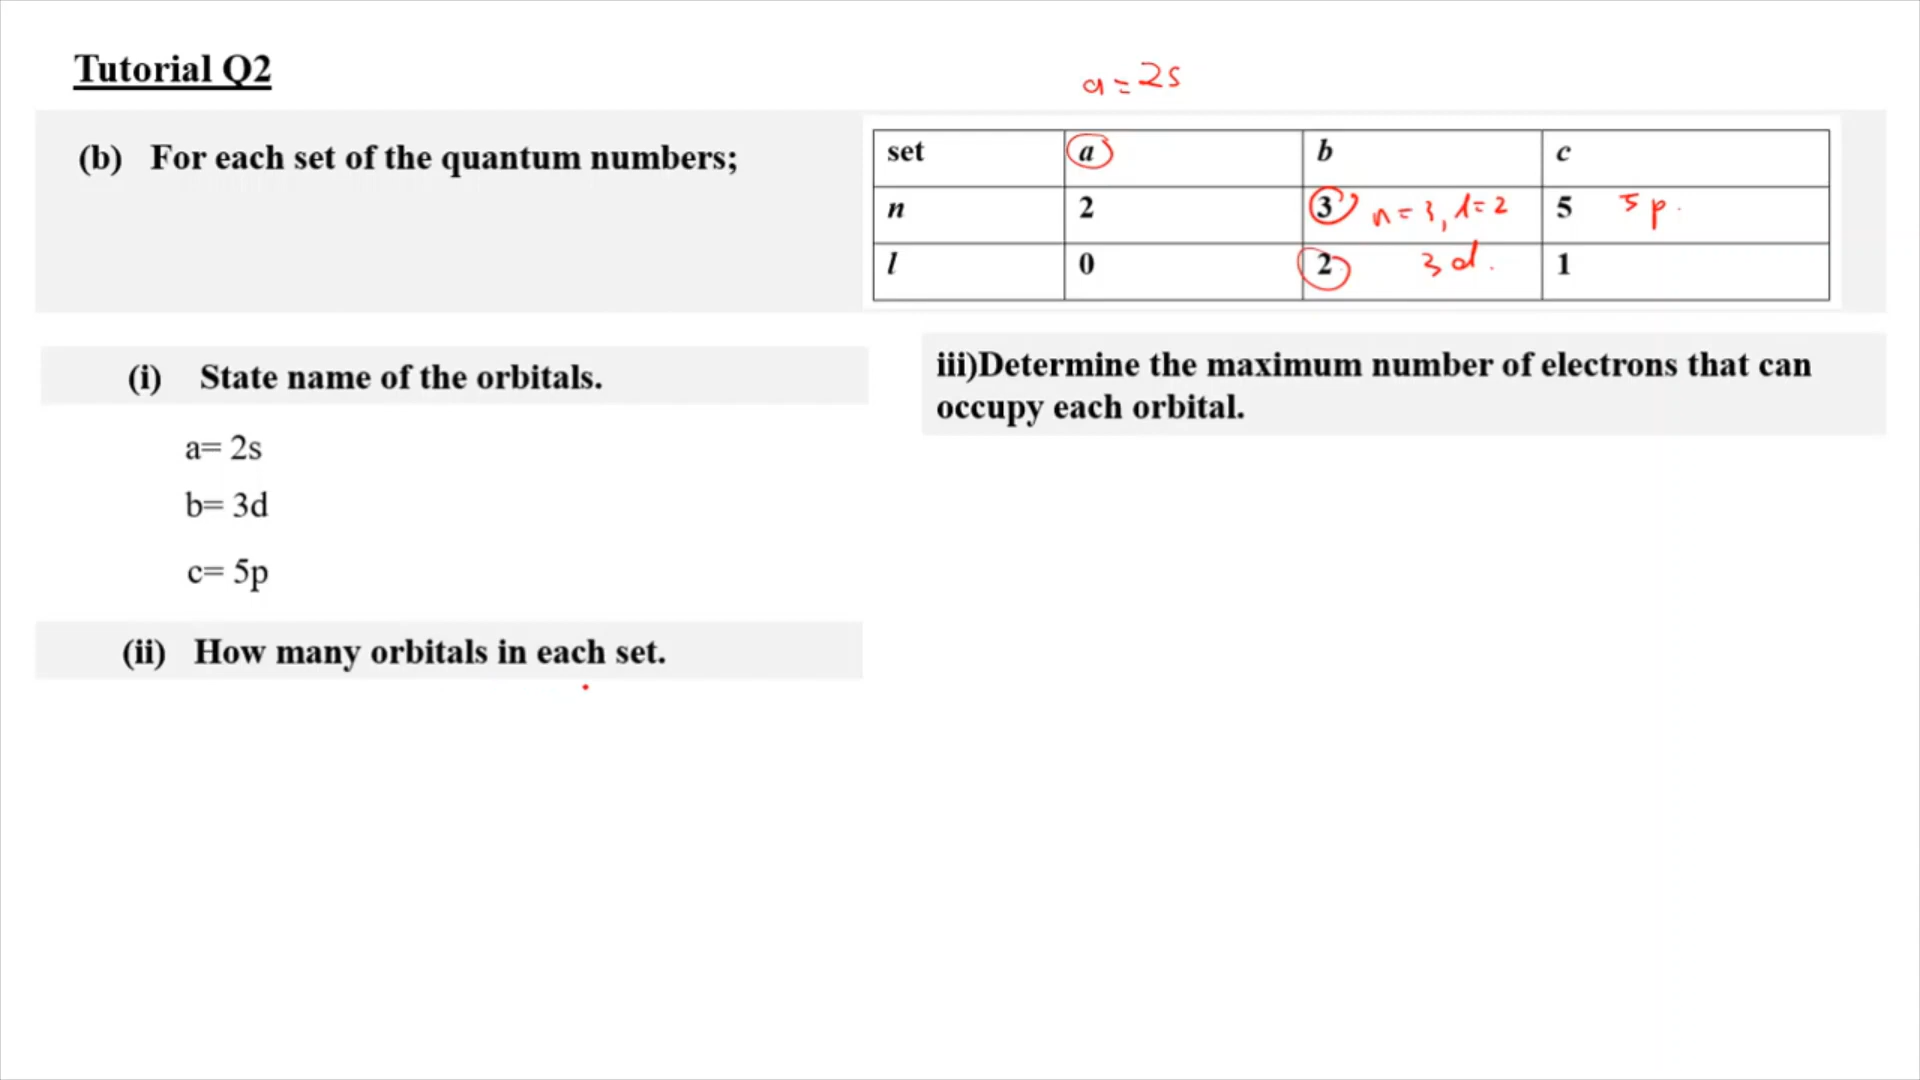 Tutorial Q2
a = 2s
(b) For each set of the quantum numbers;
set a b c
n 2 3 n = 3, l = 2 5 5p.
l 0 2 3d. 1
(i) State name of the orbitals.
a= 2s
b= 3d
c= 5p
(ii) How many orbitals in each set.
iii)Determine the maximum number of electrons that can
occupy each orbital.